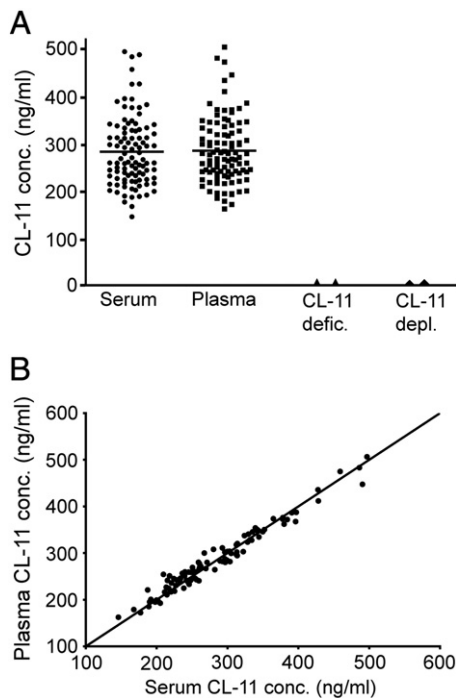 A
CL-11 conc. (ng/ml)
500
400
300
200
300
0
Serum
Plasma
CL-11
defic.
CL-11
depl.
B
Plasma CL-11 conc. (ng/ml)
600
500
400
300
200
100
100
200
300
400
500
600
Serum CL-11 conc. (ng/ml)